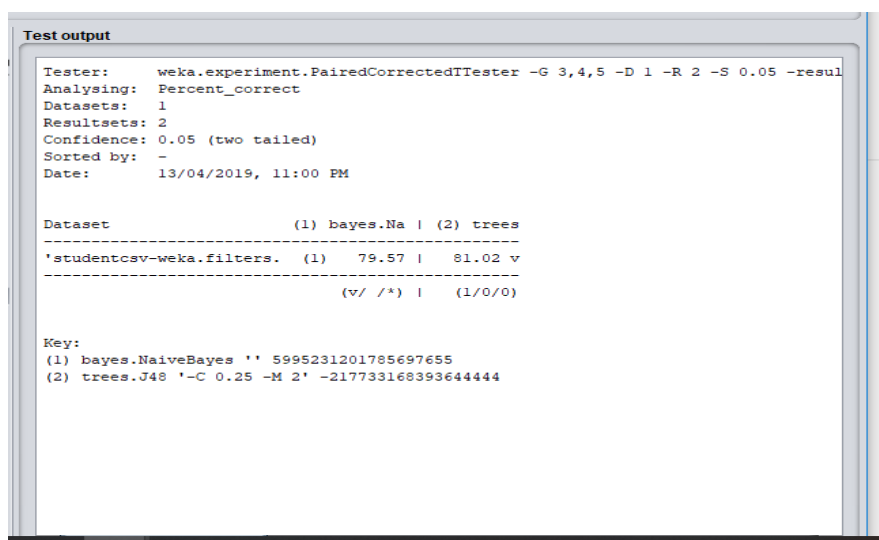 Test output
Tester:     weka.experiment.PairedCorrectedTTester -G 3,4,5 -D 1 -R 2 -S 0.05 -resul
Analysing:  Percent_correct
Datasets:   1
Resultsets: 2
Confidence: 0.05 (two tailed)
Sorted by:  -
Date:       13/04/2019, 11:00 PM
Dataset                   (1) bayes.Na | (2) trees
--------------------------------------------------
'studentcsv-weka.filters.  (1)   79.57 |   81.02 v
--------------------------------------------------
                               (v/ /*) |   (1/0/0)
Key:
(1) bayes.NaiveBayes '' 5995231201785697655
(2) trees.J48 '-C 0.25 -M 2' -217733168393644444